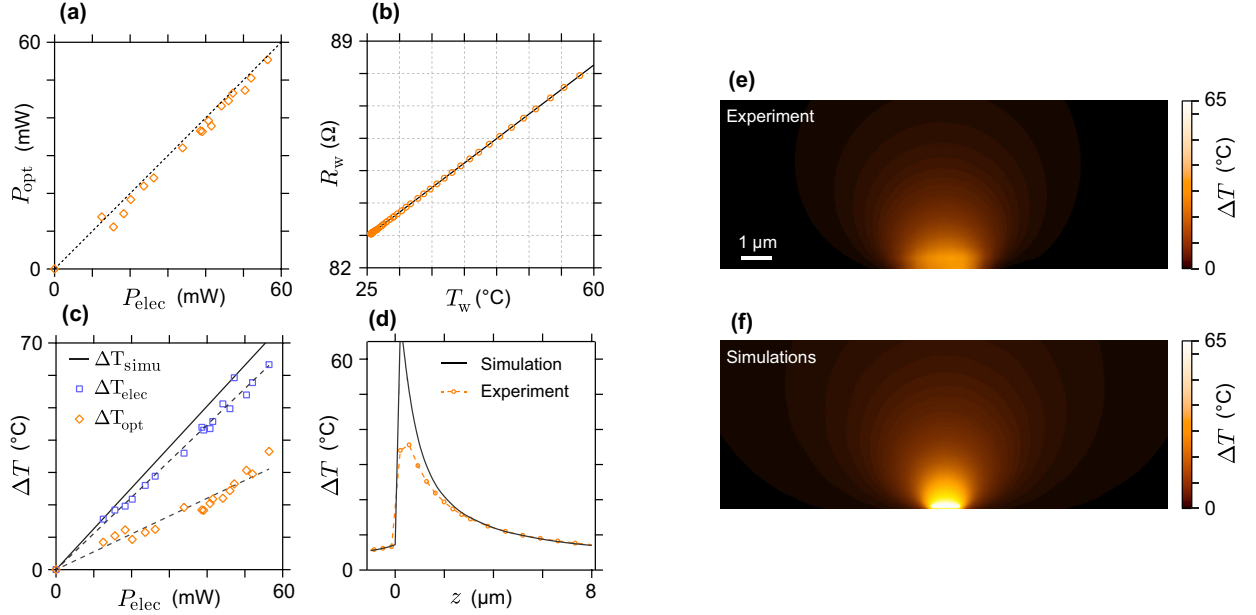 (a)
60
P_opt (mW)
0
0
P_elec (mW)
60
(b)
89
R_w (Ω)
82
25
T_w (°C)
60
(c)
70
ΔT (°C)
0
ΔT_simu
ΔT_elec
ΔT_opt
0
P_elec (mW)
60
(d)
60
ΔT (°C)
0
Simulation
Experiment
0
z (μm)
8
(e)
Experiment
1 μm
65
ΔT (°C)
0
(f)
Simulations
65
ΔT (°C)
0